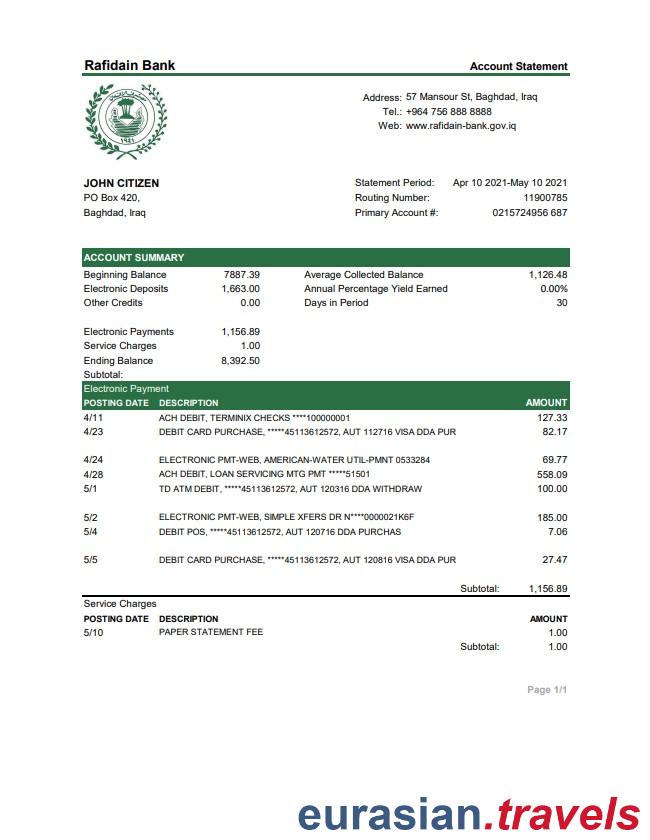 Rafidain Bank Account Statement
١٩٤١
Address: 57 Mansour St, Baghdad, Iraq
Tel.: +964 756 888 8888
Web: www.rafidain-bank.gov.iq
JOHN CITIZEN Statement Period: Apr 10 2021-May 10 2021
PO Box 420, Routing Number: 11900785
Baghdad, Iraq Primary Account #: 0215724956 687
ACCOUNT SUMMARY
Beginning Balance 7887.39 Average Collected Balance 1,126.48
Electronic Deposits 1,663.00 Annual Percentage Yield Earned 0.00%
Other Credits 0.00 Days in Period 30
Electronic Payments 1,156.89
Service Charges 1.00
Ending Balance 8,392.50
Subtotal:
Electronic Payment
POSTING DATE DESCRIPTION AMOUNT
4/11 ACH DEBIT, TERMINIX CHECKS ****100000001 127.33
4/23 DEBIT CARD PURCHASE, *****45113612572, AUT 112716 VISA DDA PUR 82.17
4/24 ELECTRONIC PMT-WEB, AMERICAN-WATER UTIL-PMNT 0533284 69.77
4/28 ACH DEBIT, LOAN SERVICING MTG PMT *****51501 558.09
5/1 TD ATM DEBIT, *****45113612572, AUT 120316 DDA WITHDRAW 100.00
5/2 ELECTRONIC PMT-WEB, SIMPLE XFERS DR N****0000021K6F 185.00
5/4 DEBIT POS, *****45113612572, AUT 120716 DDA PURCHAS 7.06
5/5 DEBIT CARD PURCHASE, *****45113612572, AUT 120816 VISA DDA PUR 27.47
Subtotal: 1,156.89
Service Charges
POSTING DATE DESCRIPTION AMOUNT
5/10 PAPER STATEMENT FEE 1.00
Subtotal: 1.00
Page 1/1
eurasian.travels